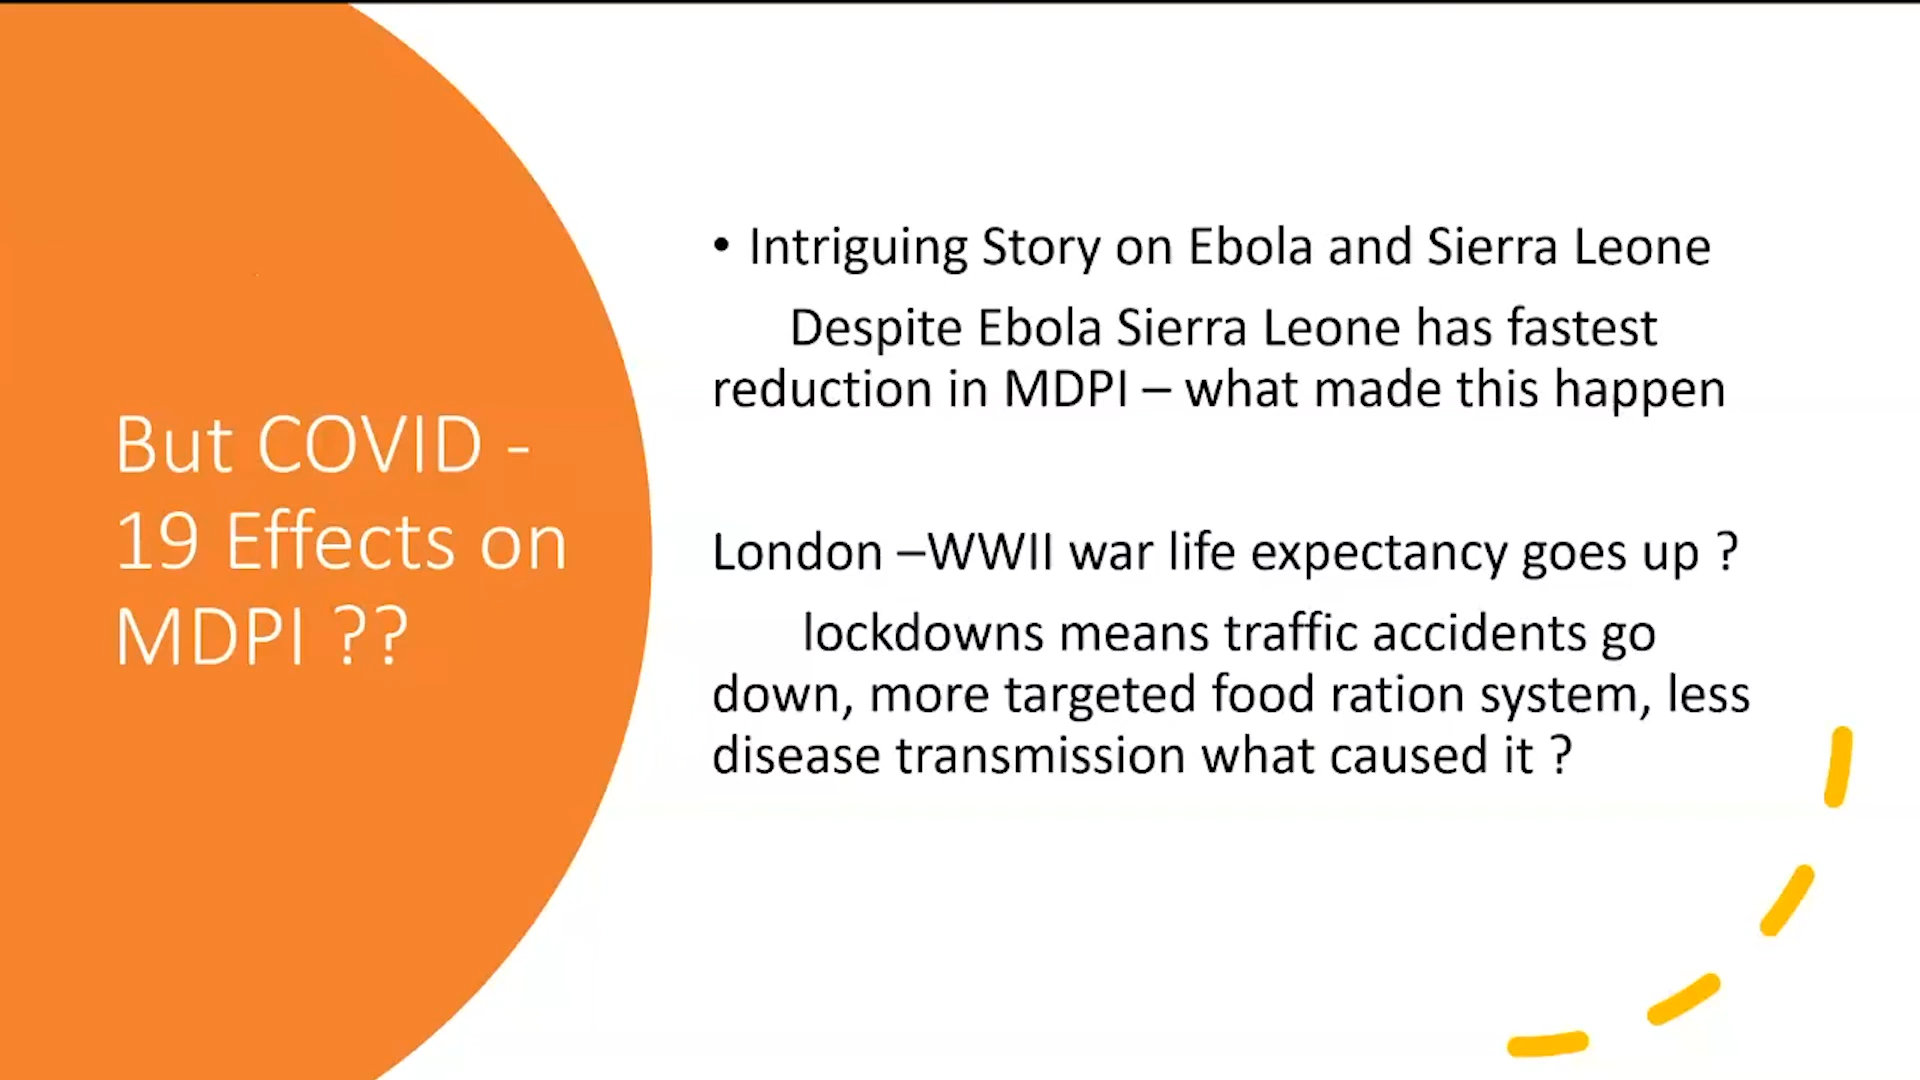 But COVID -
19 Effects on
MDPI ??
• Intriguing Story on Ebola and Sierra Leone
Despite Ebola Sierra Leone has fastest
reduction in MDPI – what made this happen
London –WWII war life expectancy goes up ?
lockdowns means traffic accidents go
down, more targeted food ration system, less
disease transmission what caused it ?